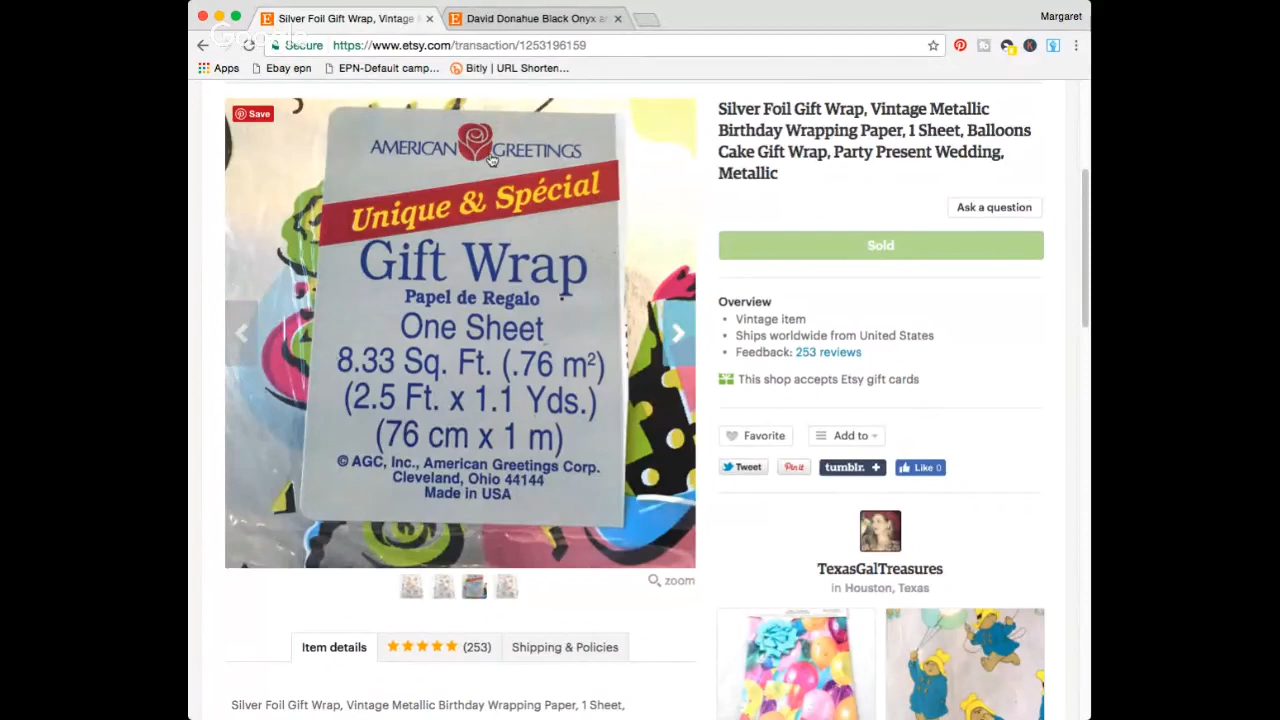 Silver Foil Gift Wrap, Vintage
David Donahue Black Onyx
Margaret
Google
Secure https://www.etsy.com/transaction/1253196159
Apps Ebay epn EPN-Default camp... Bitly | URL Shorten...
Save
AMERICAN GREETINGS
Unique & Spécial
Gift Wrap
Papel de Regalo
One Sheet
8.33 Sq. Ft. (.76 m²)
(2.5 Ft. x 1.1 Yds.)
(76 cm x 1 m)
© AGC, Inc., American Greetings Corp.
Cleveland, Ohio 44144
Made in USA
zoom
Item details
(253)
Shipping & Policies
Silver Foil Gift Wrap, Vintage Metallic Birthday Wrapping Paper, 1 Sheet,
Silver Foil Gift Wrap, Vintage Metallic
Birthday Wrapping Paper, 1 Sheet, Balloons
Cake Gift Wrap, Party Present Wedding,
Metallic
Ask a question
Sold
Overview
• Vintage item
• Ships worldwide from United States
• Feedback: 253 reviews
This shop accepts Etsy gift cards
Favorite
Add to
Tweet
Pin it
tumblr. +
Like 0
TexasGalTreasures
in Houston, Texas